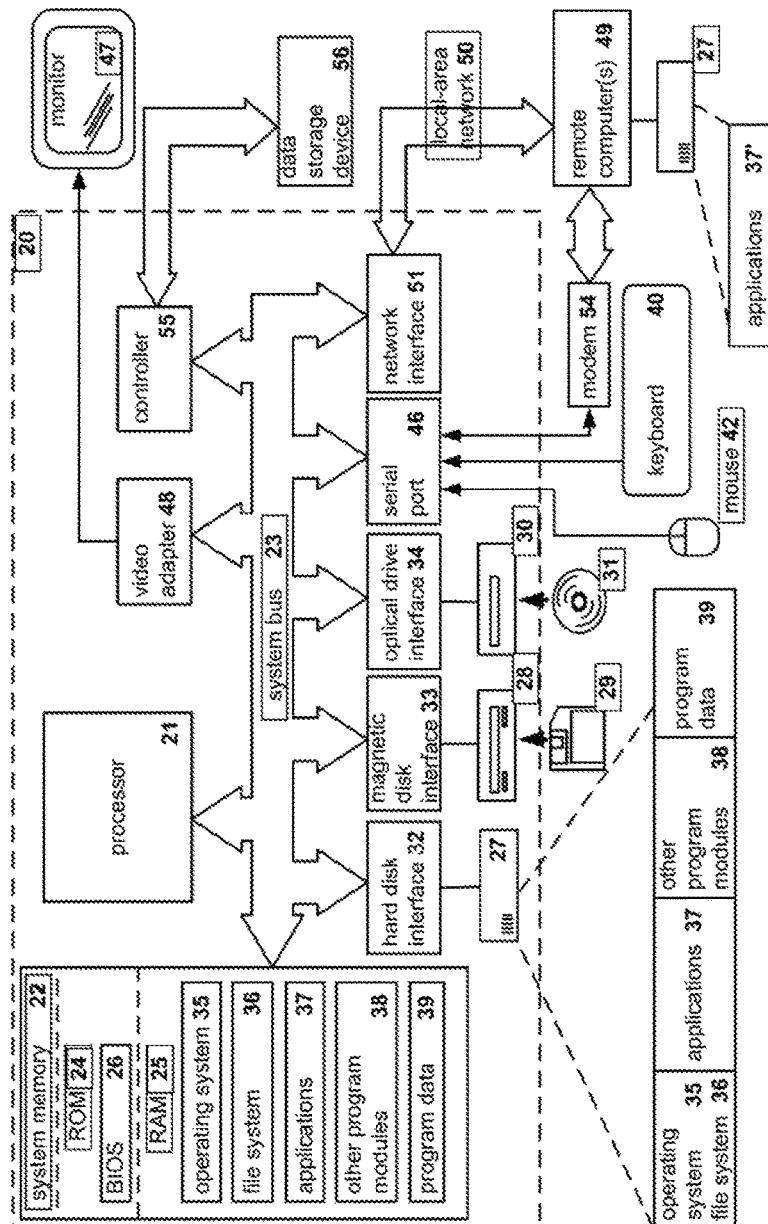 system memory 22
ROM 24
BIOS 26
RAM 25
operating system 35
file system 36
applications 37
other program
modules 38
program data 39
processor
21
video
adapter 48
controller
55
20
monitor
47
data
storage
device 56
system bus 23
hard disk
interface 32
magnetic
disk
interface 33
optical drive
interface 34
serial
port 46
network
interface 51
local-area
network 50
27
28
29
30
31
mouse 42
keyboard 40
modem 54
remote
computer(s)
49
27
applications
37'
operating
system 35
file system 36
applications 37
other
program
modules 38
program
data 39